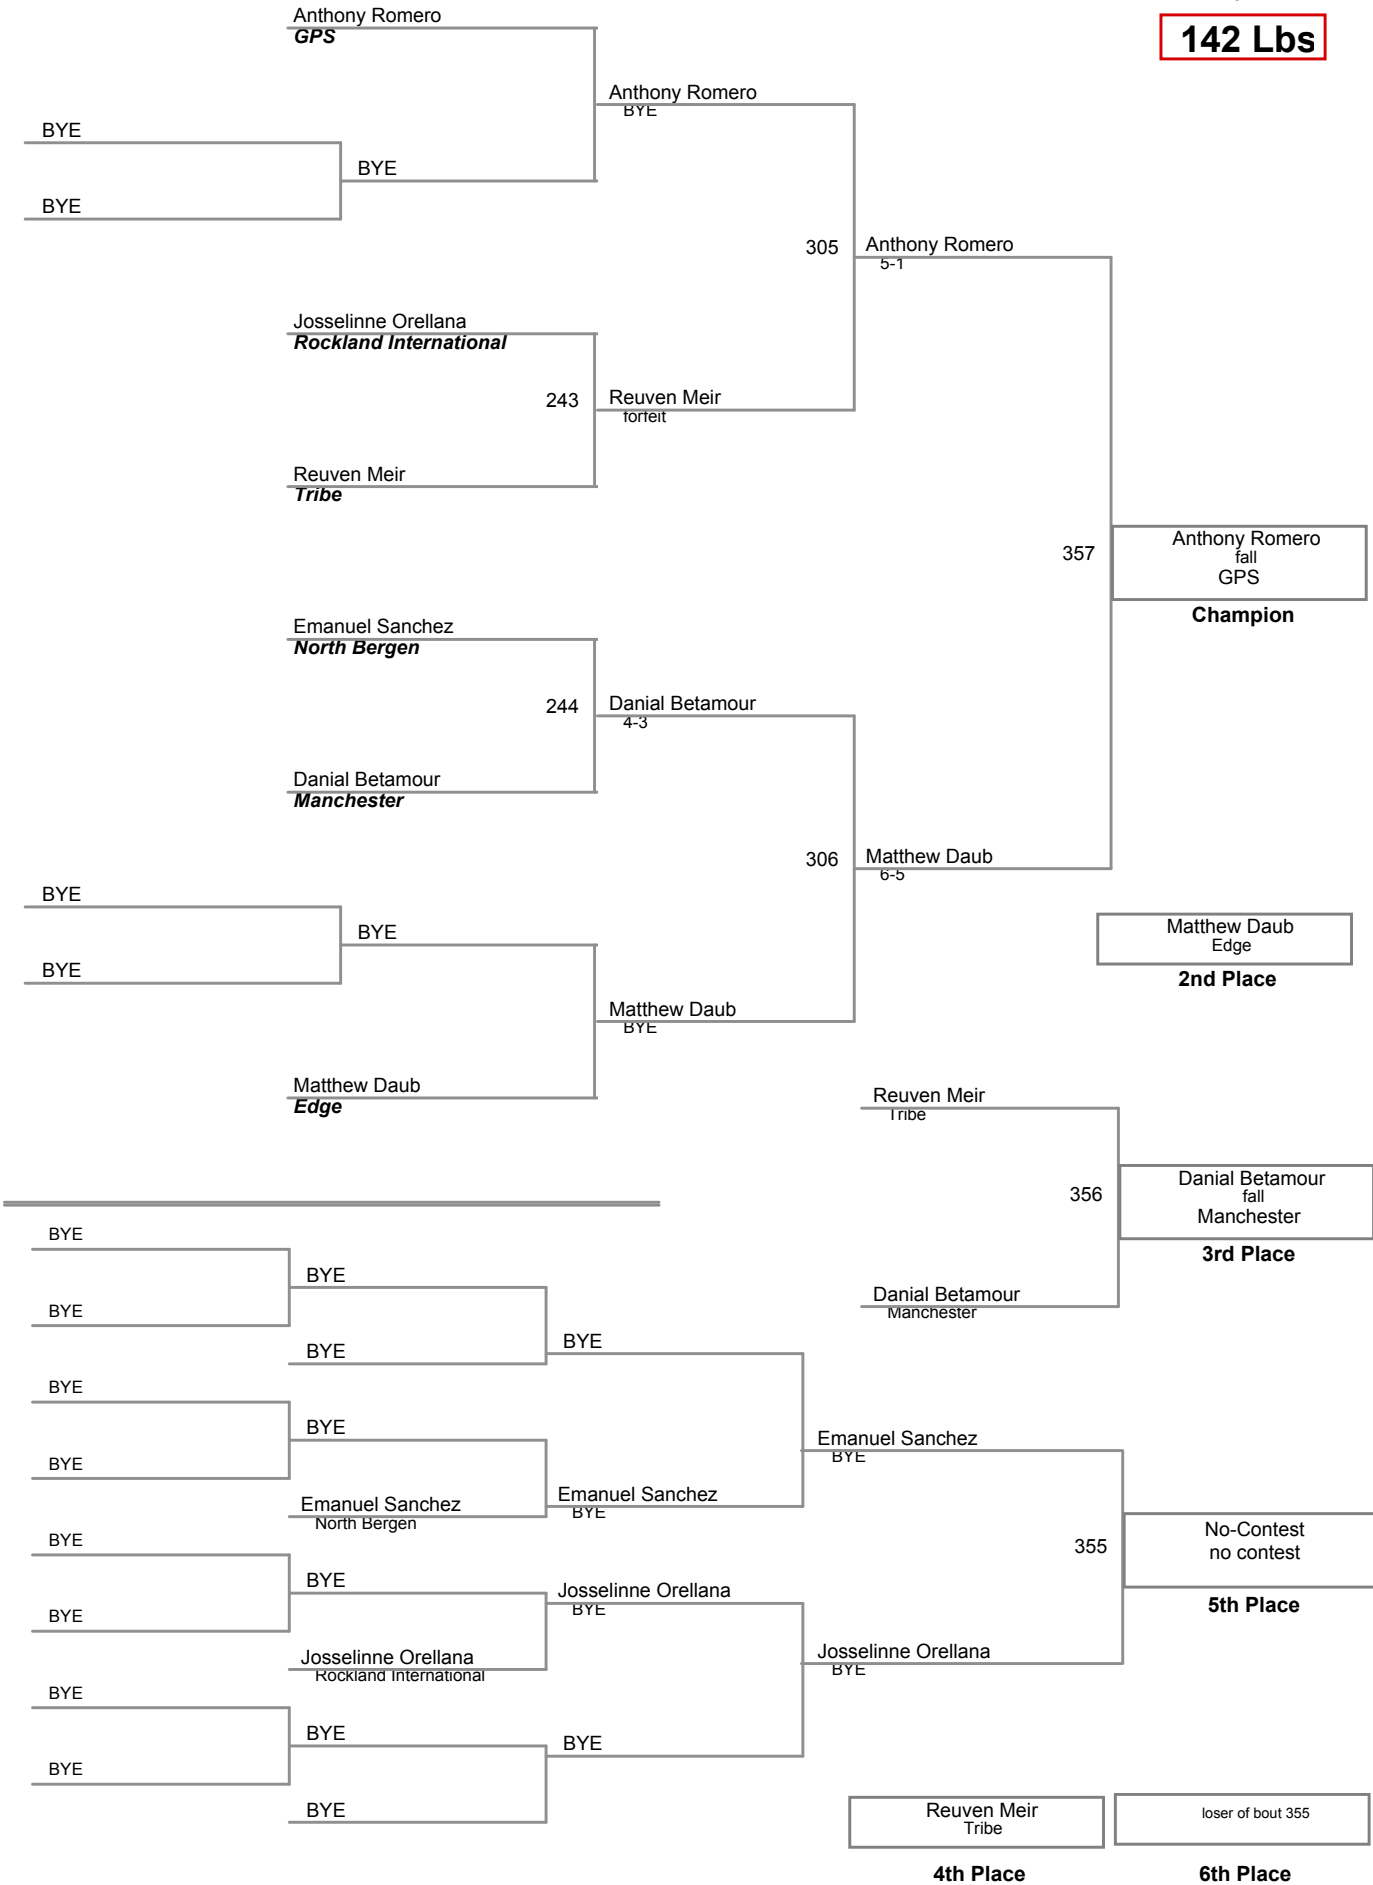 142 Lbs
Anthony Romero
GPS
Anthony Romero
BYE
BYE
BYE
BYE
305
Anthony Romero
5-1
Josselinne Orellana
Rockland International
243
Reuven Meir
forfeit
Reuven Meir
Tribe
357
Anthony Romero
fall
GPS
Champion
Emanuel Sanchez
North Bergen
244
Danial Betamour
4-3
Danial Betamour
Manchester
306
Matthew Daub
6-5
BYE
BYE
BYE
Matthew Daub
Edge
2nd Place
Matthew Daub
BYE
Matthew Daub
Edge
Reuven Meir
Tribe
356
Danial Betamour
fall
Manchester
3rd Place
Danial Betamour
Manchester
BYE
BYE
BYE
BYE
BYE
BYE
BYE
BYE
Emanuel Sanchez
BYE
Emanuel Sanchez
North Bergen
Emanuel Sanchez
BYE
355
No-Contest
no contest
5th Place
BYE
BYE
BYE
Josselinne Orellana
BYE
Josselinne Orellana
Rockland International
Josselinne Orellana
BYE
BYE
BYE
BYE
BYE
BYE
Reuven Meir
Tribe
4th Place
loser of bout 355
6th Place